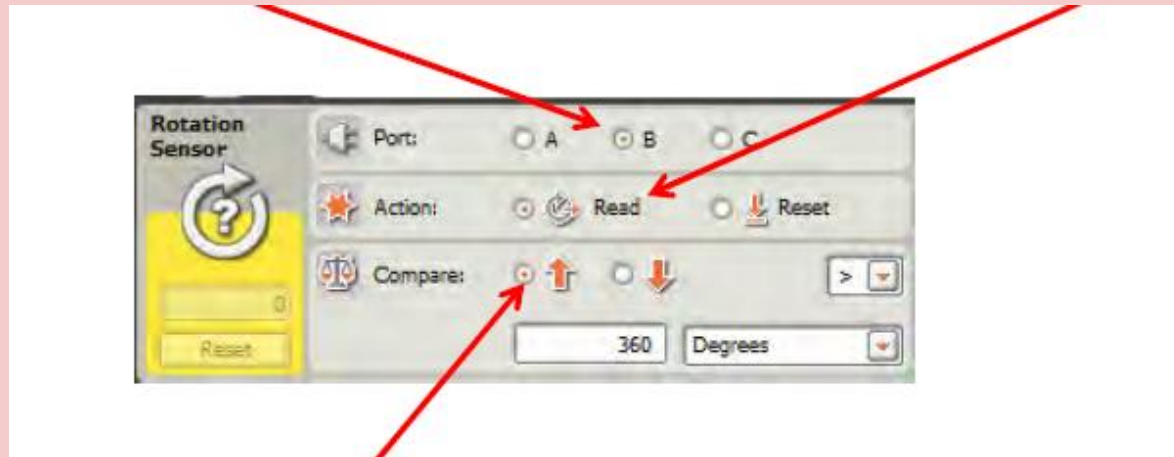 Rotation
Sensor
Port: A B C
Action: Read Reset
Compare: >
360 Degrees
0
Reset